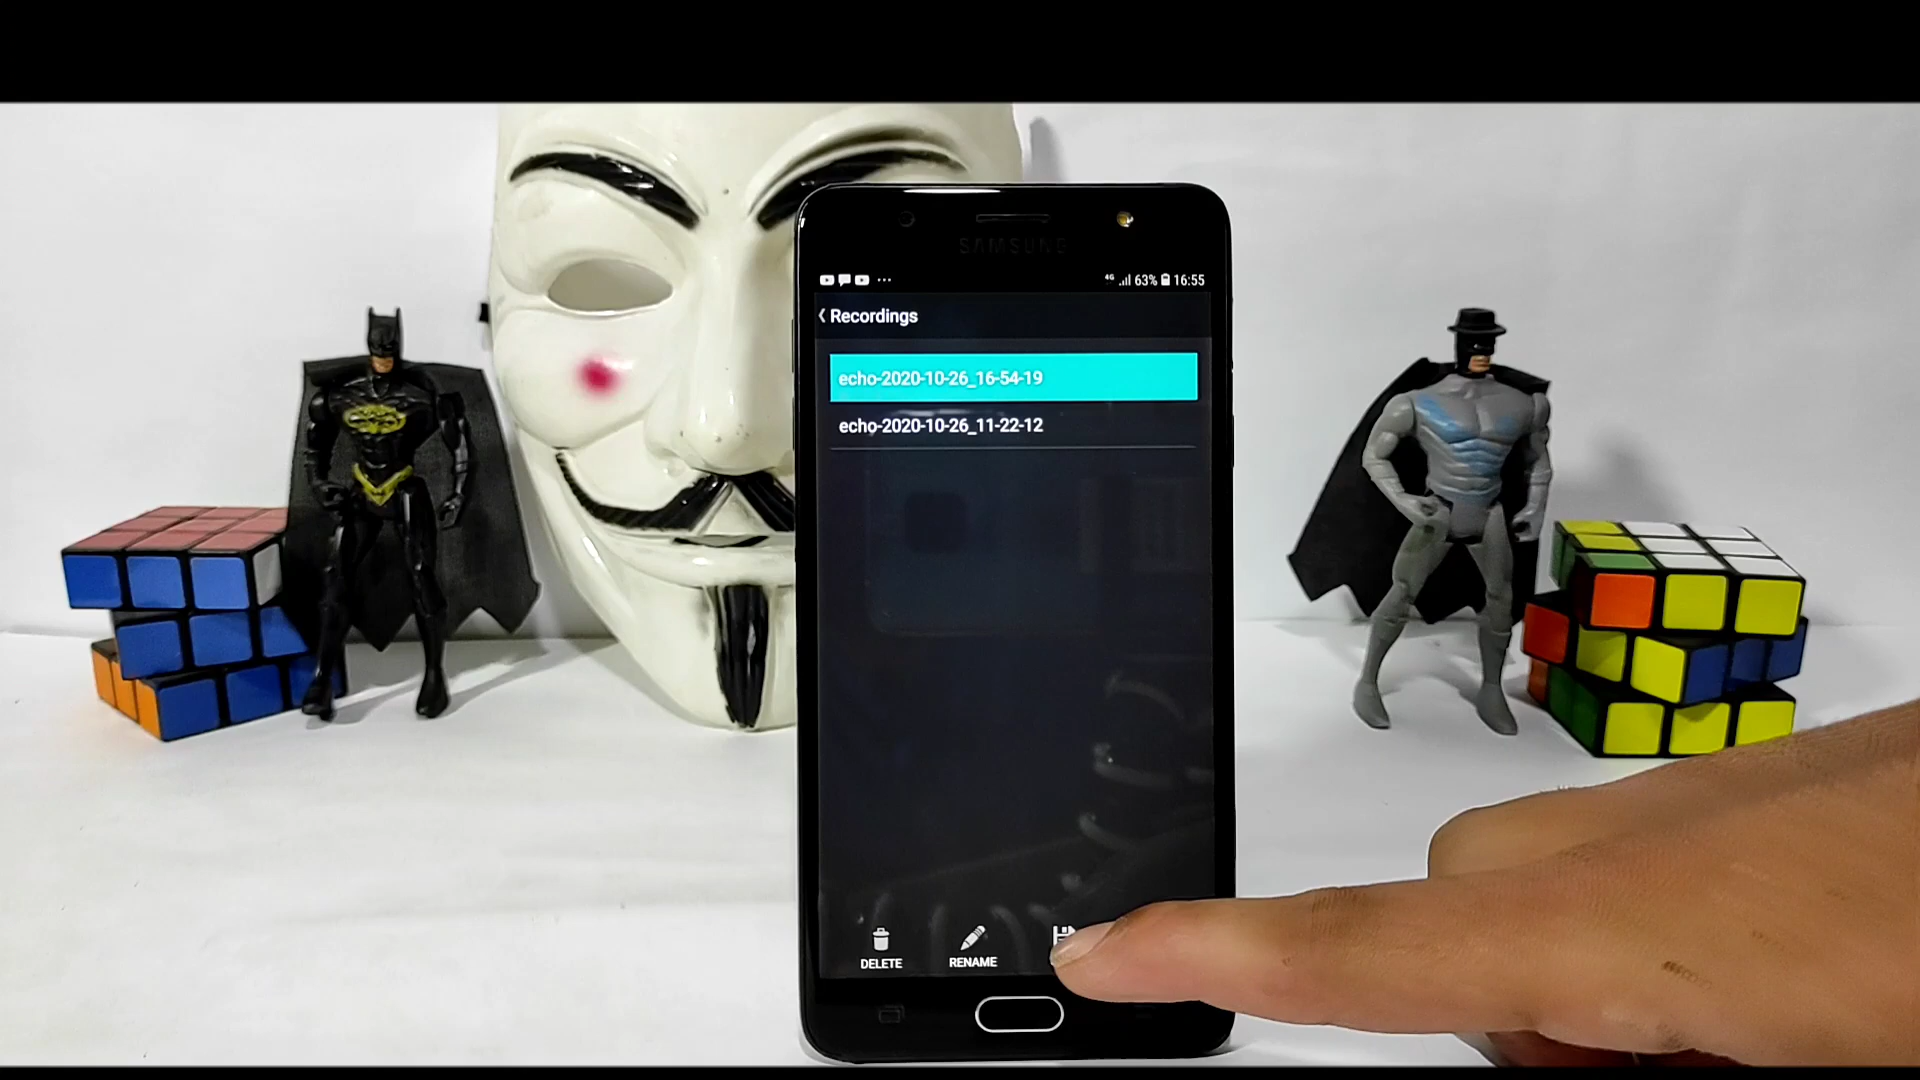 SAMSUNG
4G 63% 16:55
Recordings
echo-2020-10-26_16-54-19
echo-2020-10-26_11-22-12
DELETE
RENAME